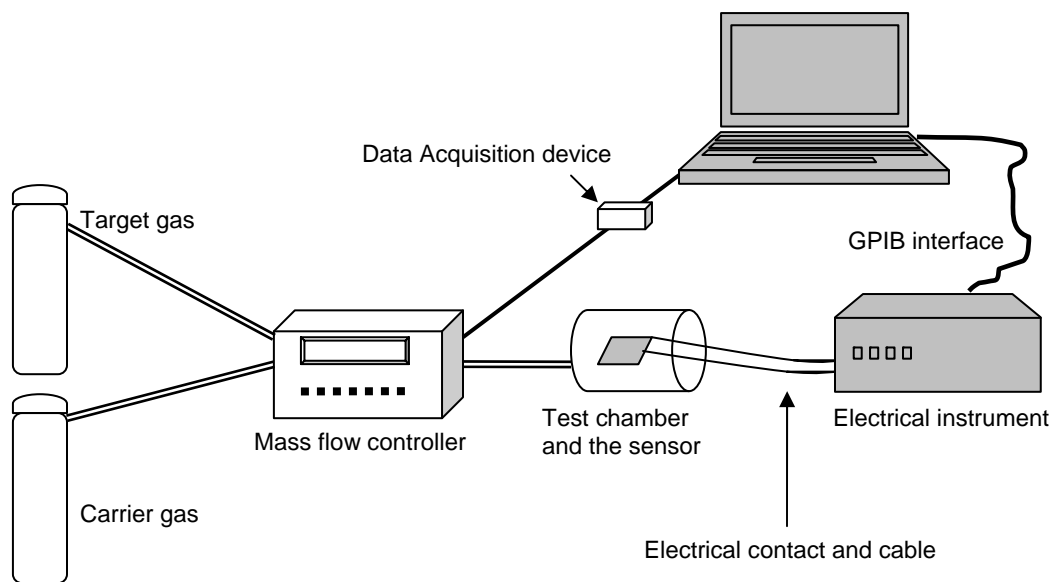 Data Acquisition device
Target gas
GPIB interface
Mass flow controller
Test chamber
and the sensor
Electrical instrument
Carrier gas
Electrical contact and cable